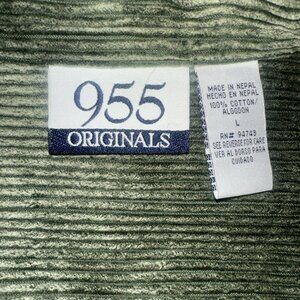 955
ORIGINALS
MADE IN NEPAL
HECHO EN NEPAL
100% COTTON/
ALGODON
L
RN# 94749
SEE REVERSE FOR CARE
VER AL DORSO PARA
CUIDADO